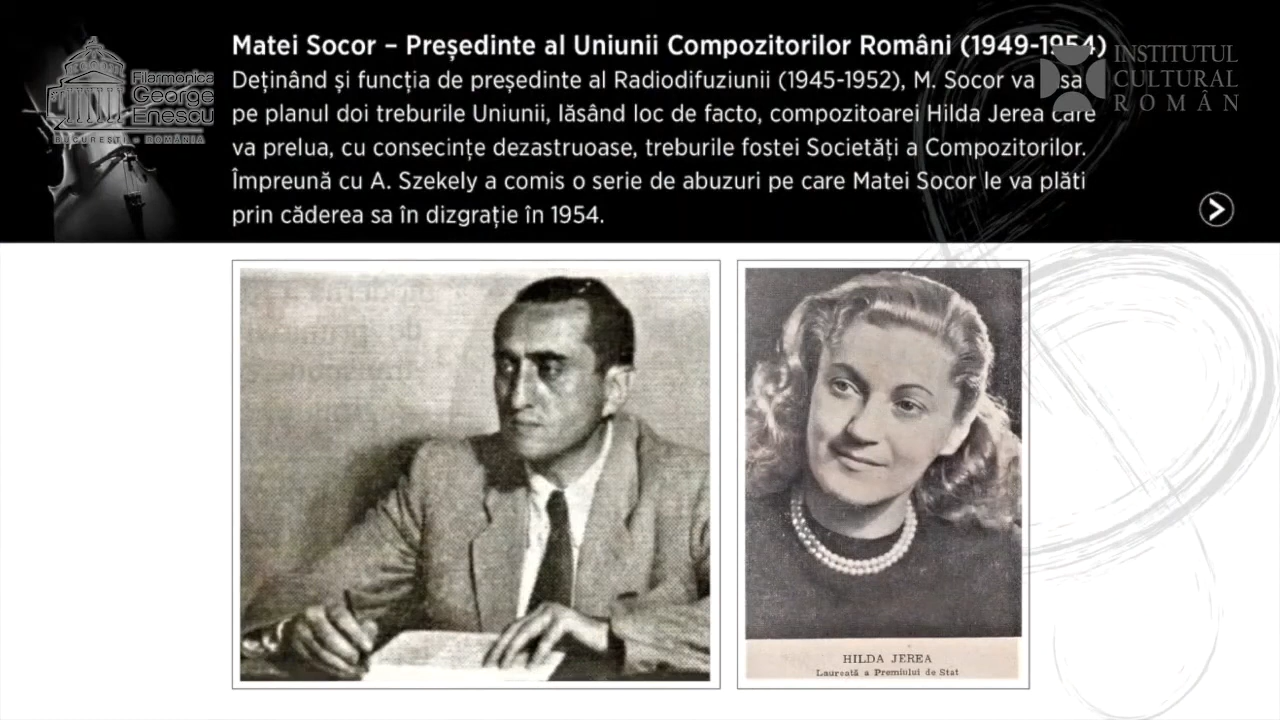 Matei Socor – Președinte al Uniunii Compozitorilor Români (1949-1954)
Deținând și funcția de președinte al Radiodifuziunii (1945-1952), M. Socor va
pe planul doi treburile Uniunii, lăsând loc de facto, compozitoarei Hilda Jerea care
va prelua, cu consecințe dezastruoase, treburile fostei Societăți a Compozitorilor.
Împreună cu A. Szekely a comis o serie de abuzuri pe care Matei Socor le va plăti
prin căderea sa în dizgrație în 1954.
Filarmonica
George
Enescu
BUCUREȘTI ROMÂNIA
INSTITUTUL
CULTURAL
ROMÂN
HILDA JEREA
Laureată a Premiului de Stat